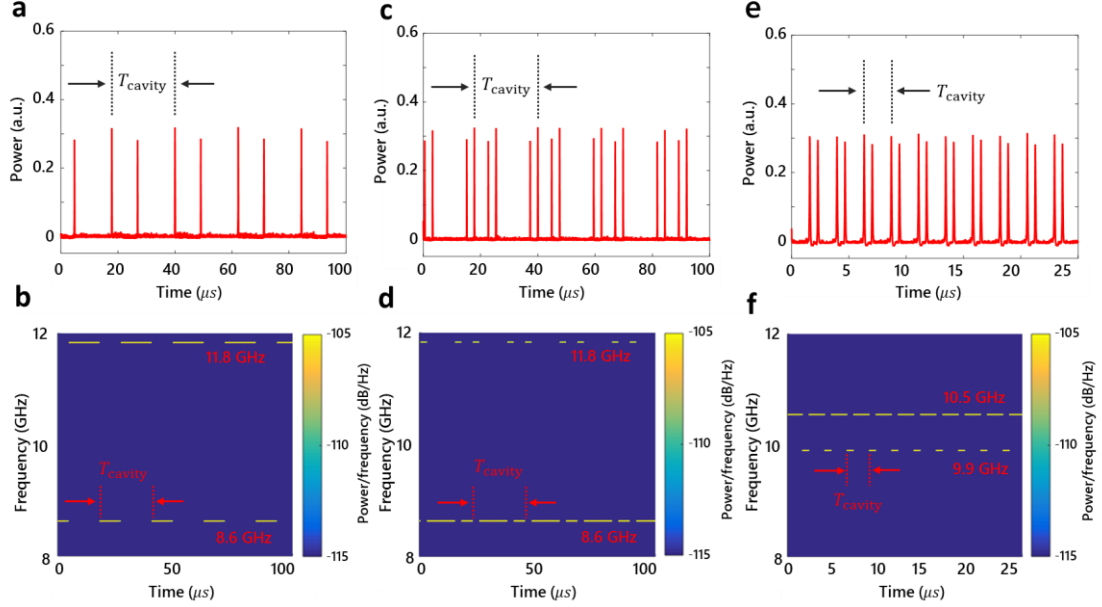 a
0.6
0.4
0.2
0
Power (a.u.)
T_cavity
0 20 40 60 80 100
Time (μs)
c
0.6
0.4
0.2
0
Power (a.u.)
T_cavity
0 20 40 60 80 100
Time (μs)
e
0.6
0.4
0.2
0
Power (a.u.)
T_cavity
0 5 10 15 20 25
Time (μs)
b
12
10
8
Frequency (GHz)
11.8 GHz
T_cavity
8.6 GHz
0 50 100
Time (μs)
-105
-110
-115
Power/frequency (dB/Hz)
d
12
10
8
Frequency (GHz)
11.8 GHz
T_cavity
8.6 GHz
0 50 100
Time (μs)
-105
-110
-115
Power/frequency (dB/Hz)
f
12
10
8
Frequency (GHz)
10.5 GHz
9.9 GHz
T_cavity
0 5 10 15 20 25
Time (μs)
-105
-110
-115
Power/frequency (dB/Hz)